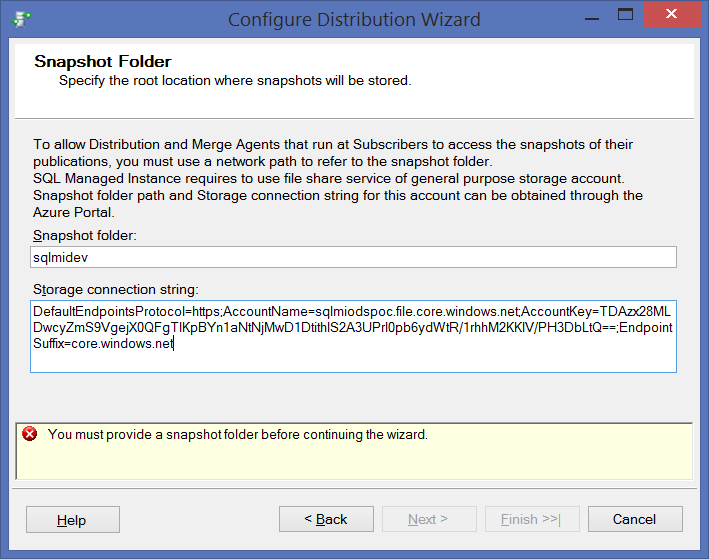 Configure Distribution Wizard
Snapshot Folder
Specify the root location where snapshots will be stored.
To allow Distribution and Merge Agents that run at Subscribers to access the snapshots of their
publications, you must use a network path to refer to the snapshot folder.
SQL Managed Instance requires to use file share service of general purpose storage account.
Snapshot folder path and Storage connection string for this account can be obtained through the
Azure Portal.
Snapshot folder:
sqlmidev
Storage connection string:
DefaultEndpointsProtocol=https;AccountName=sqlmiodspoc.file.core.windows.net;AccountKey=TDAzx28ML
DwcyZmS9VgejX0QFgTIKpBYn1aNtNjMwD1DtithIS2A3UPrI0pb6ydWtR/1rhhM2KKlV/PH3DbLtQ==;Endpoint
Suffix=core.windows.net
You must provide a snapshot folder before continuing the wizard.
Help
< Back
Next >
Finish >>|
Cancel